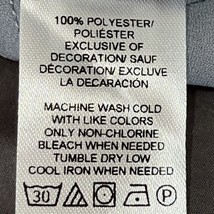 100% POLYESTER/
POLIÉSTER
EXCLUSIVE OF
DECORATION/ SAUF
DÉCORATION/ EXCLUVE
LA DECARACIÓN
MACHINE WASH COLD
WITH LIKE COLORS
ONLY NON-CHLORINE
BLEACH WHEN NEEDED
TUMBLE DRY LOW
COOL IRON WHEN NEEDED
30 P